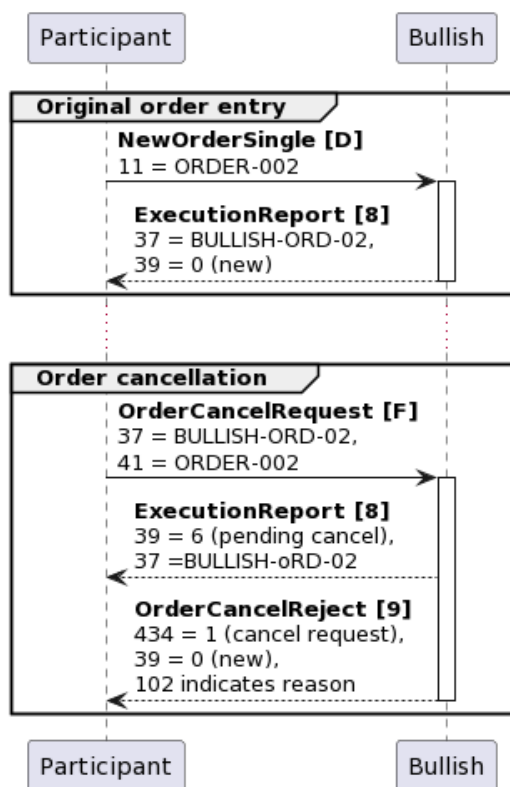 Participant
Bullish
Original order entry
NewOrderSingle [D]
11 = ORDER-002
ExecutionReport [8]
37 = BULLISH-ORD-02,
39 = 0 (new)
Order cancellation
OrderCancelRequest [F]
37 = BULLISH-ORD-02,
41 = ORDER-002
ExecutionReport [8]
39 = 6 (pending cancel),
37 =BULLISH-oRD-02
OrderCancelReject [9]
434 = 1 (cancel request),
39 = 0 (new),
102 indicates reason
Participant
Bullish